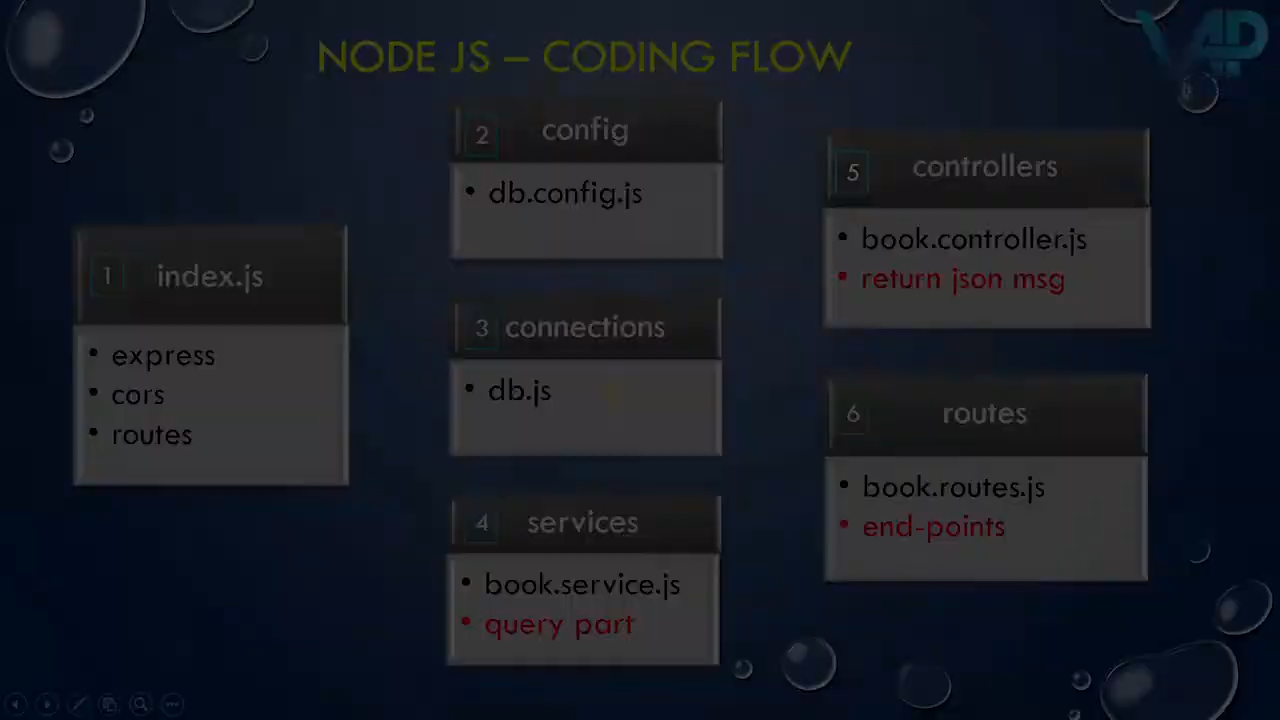 NODE JS – CODING FLOW
1 index.js
• express
• cors
• routes
2 config
• db.config.js
3 connections
• db.js
4 services
• book.service.js
• query part
5 controllers
• book.controller.js
• return json msg
6 routes
• book.routes.js
• end-points